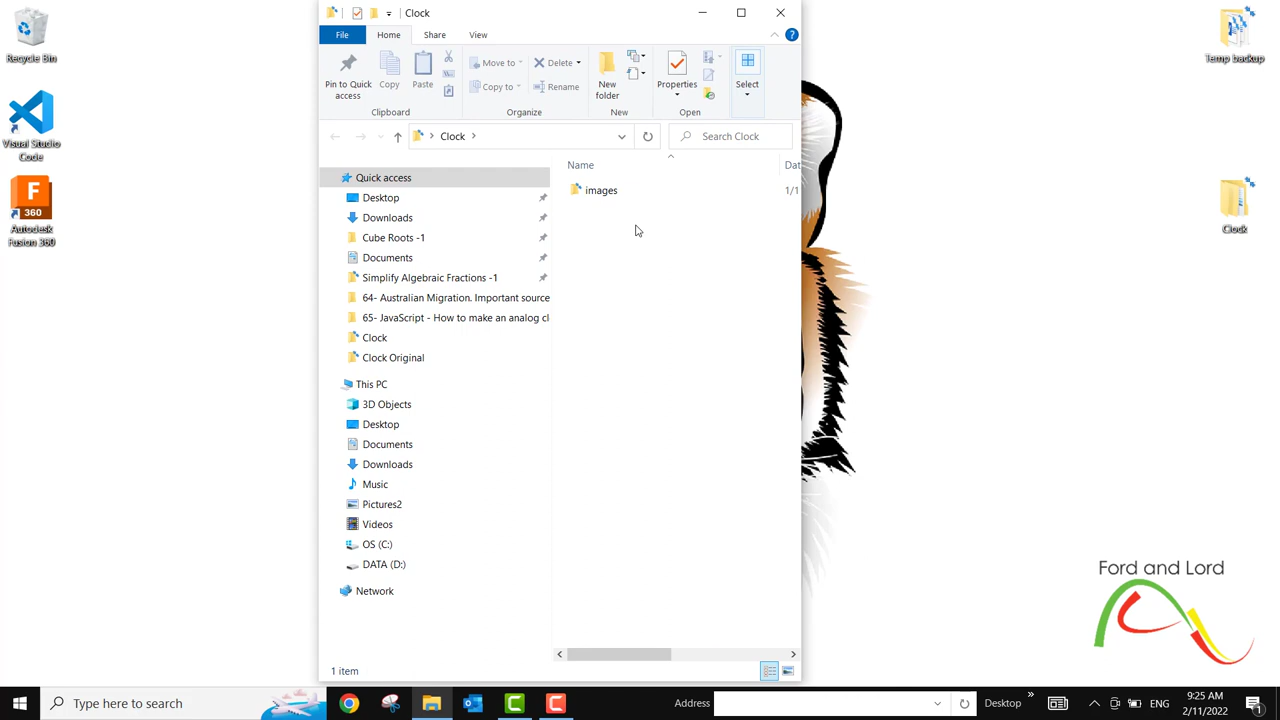 Clock
File
Home
Share
View
Pin to Quick access
Copy
Paste
Move to
Copy to
Delete
Rename
New folder
Properties
Select
Clipboard
Organize
New
Open
Clock
Search Clock
Name
Dat
images
1/1
Quick access
Desktop
Downloads
Cube Roots -1
Documents
Simplify Algebraic Fractions -1
64- Australian Migration. Important source
65- JavaScript - How to make an analog cl
Clock
Clock Original
This PC
3D Objects
Desktop
Documents
Downloads
Music
Pictures2
Videos
OS (C:)
DATA (D:)
Network
1 item
Recycle Bin
Visual Studio Code
F
360
Autodesk Fusion 360
Temp backup
Clock
Ford and Lord
Type here to search
Address
Desktop
ENG
9:25 AM
2/11/2022
1